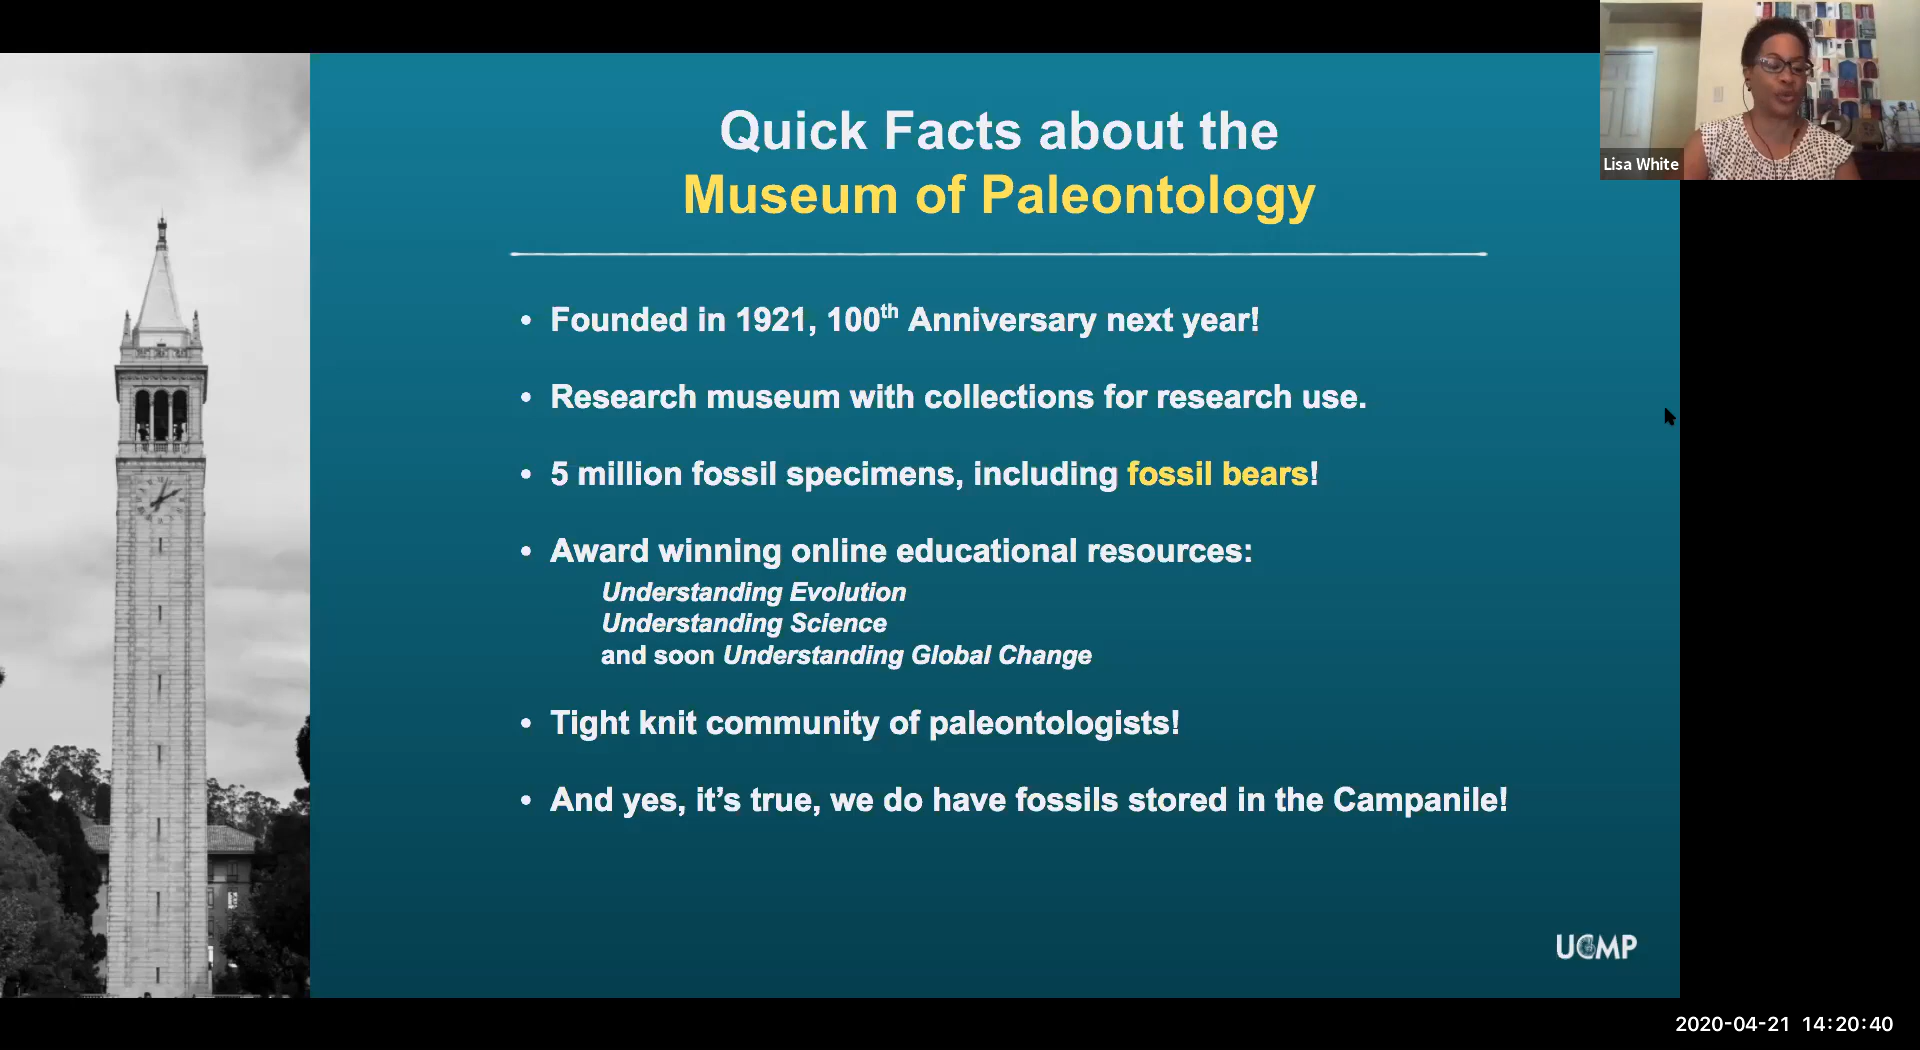 Quick Facts about the
Museum of Paleontology
• Founded in 1921, 100th Anniversary next year!
• Research museum with collections for research use.
• 5 million fossil specimens, including fossil bears!
• Award winning online educational resources:
Understanding Evolution
Understanding Science
and soon Understanding Global Change
• Tight knit community of paleontologists!
• And yes, it’s true, we do have fossils stored in the Campanile!
UCMP
Lisa White
2020-04-21 14:20:40